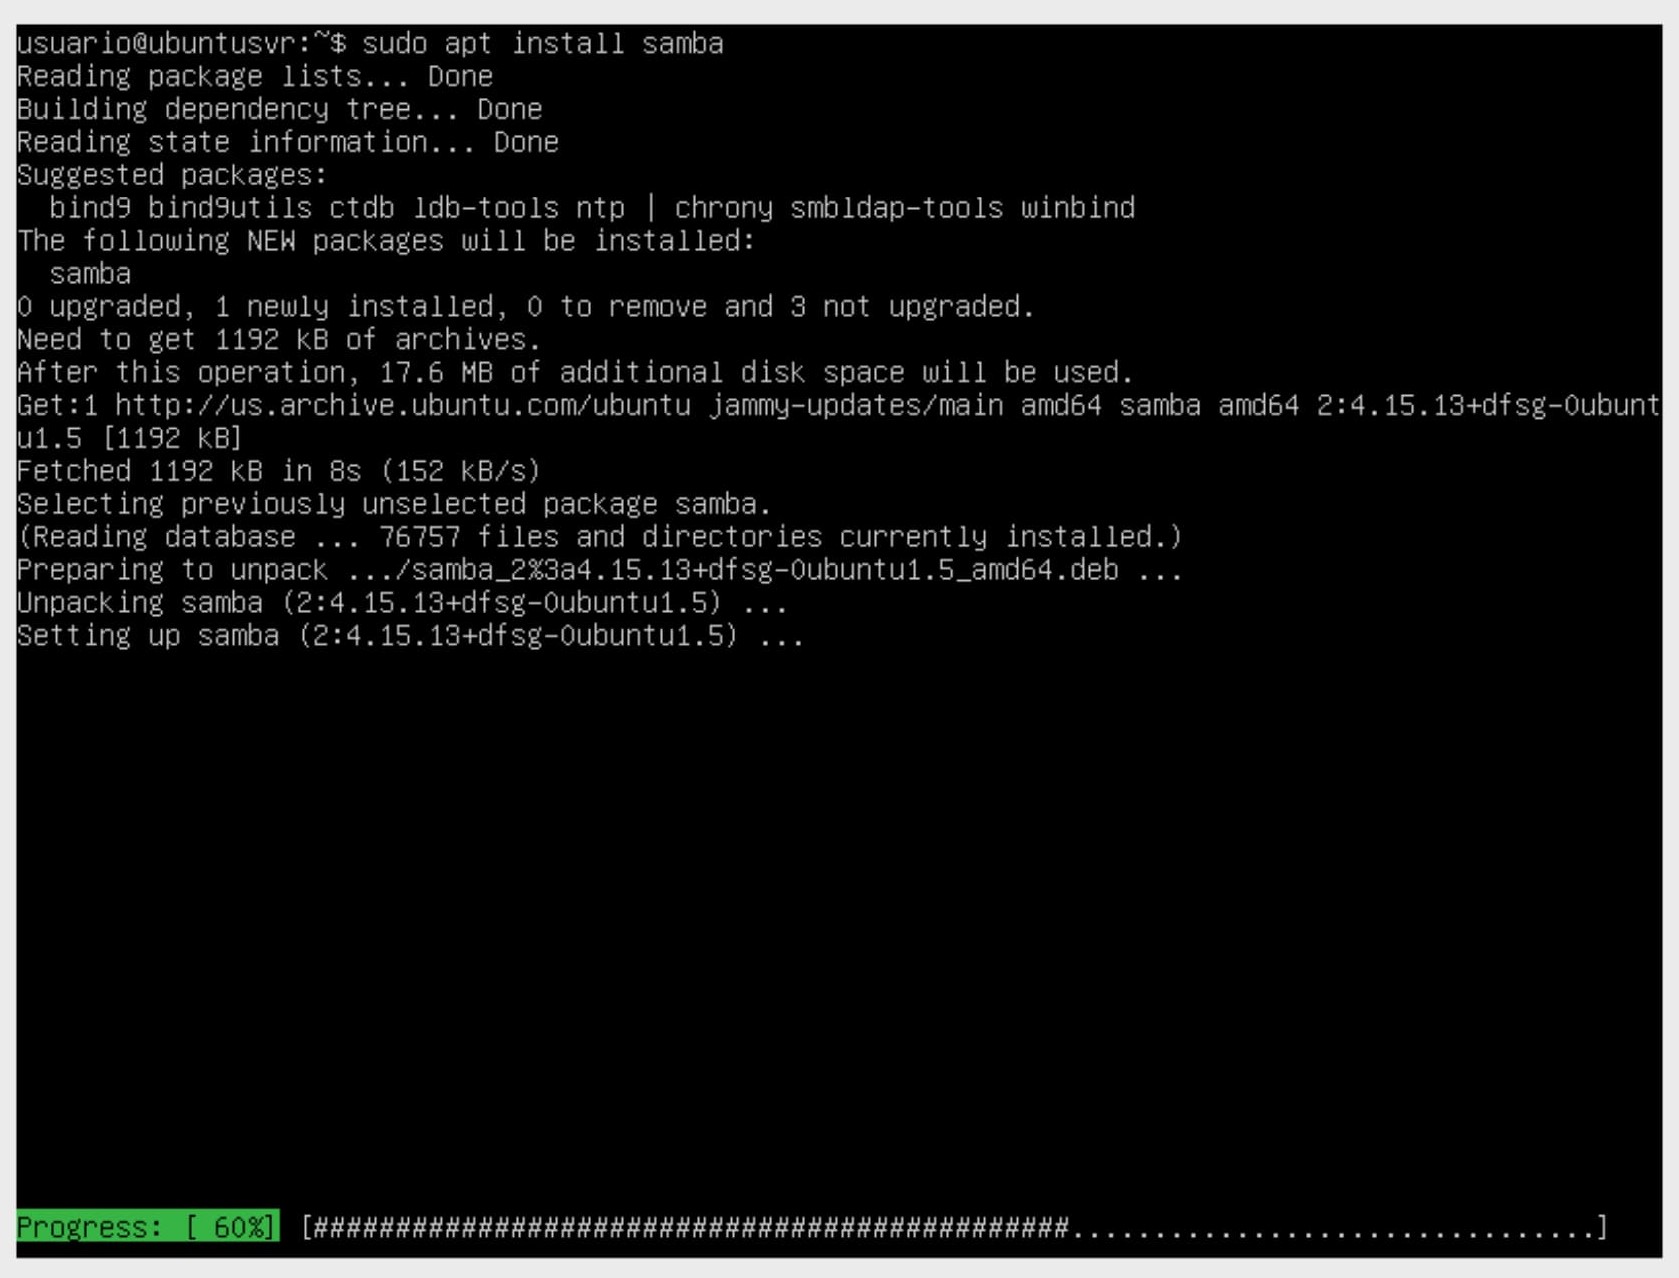 usuario@ubuntusvr:~$ sudo apt install samba
Reading package lists... Done
Building dependency tree... Done
Reading state information... Done
Suggested packages:
  bind9 bind9utils ctdb ldb-tools ntp | chrony smbldap-tools winbind
The following NEW packages will be installed:
  samba
0 upgraded, 1 newly installed, 0 to remove and 3 not upgraded.
Need to get 1192 kB of archives.
After this operation, 17.6 MB of additional disk space will be used.
Get:1 http://us.archive.ubuntu.com/ubuntu jammy-updates/main amd64 samba amd64 2:4.15.13+dfsg-0ubunt
u1.5 [1192 kB]
Fetched 1192 kB in 8s (152 kB/s)
Selecting previously unselected package samba.
(Reading database ... 76757 files and directories currently installed.)
Preparing to unpack .../samba_2%3a4.15.13+dfsg-0ubuntu1.5_amd64.deb ...
Unpacking samba (2:4.15.13+dfsg-0ubuntu1.5) ...
Setting up samba (2:4.15.13+dfsg-0ubuntu1.5) ...
Progress: [ 60%] [##############################################................................]